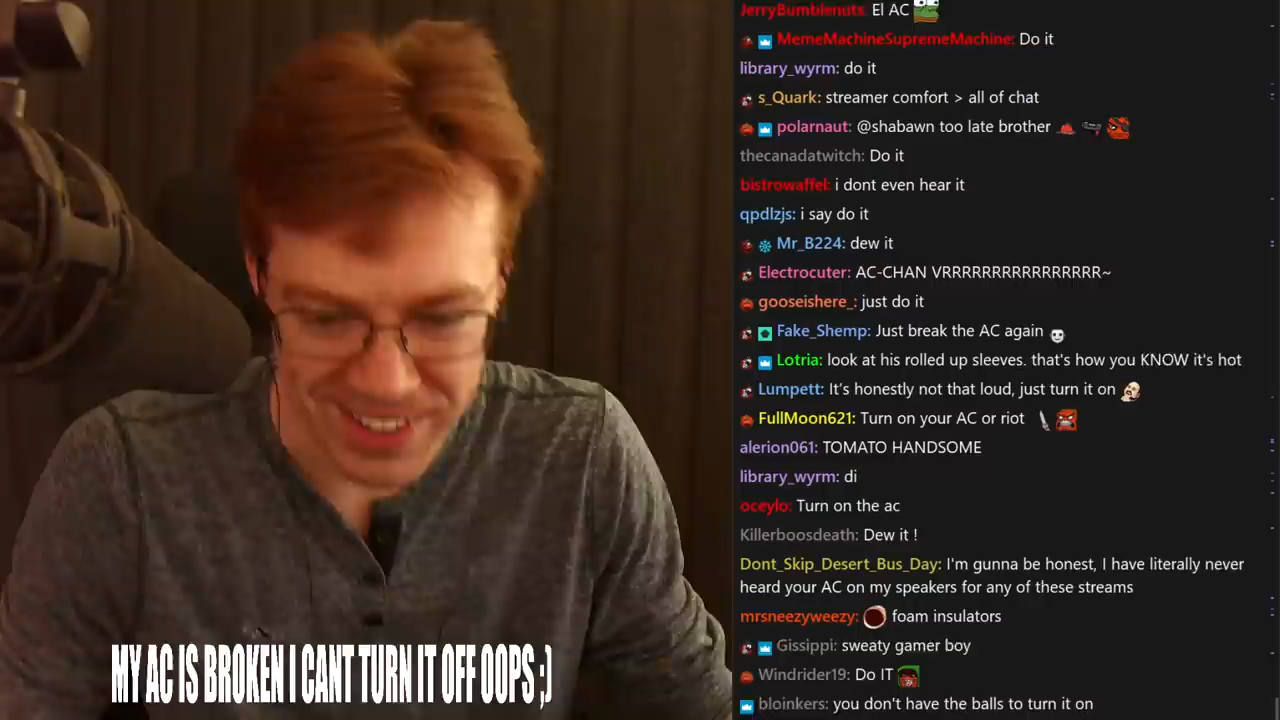 JerryBumblenuts: El AC
MemeMachineSupremeMachine: Do it
library_wyrm: do it
s_Quark: streamer comfort > all of chat
polarnaut: @shabawn too late brother
thecanadatwitch: Do it
bistrowaffel: i dont even hear it
qpdlzjs: i say do it
Mr_B224: dew it
Electrocuter: AC-CHAN VRRRRRRRRRRRRRRRR~
gooseishere_: just do it
Fake_Shemp: Just break the AC again
Lotria: look at his rolled up sleeves. that's how you KNOW it's hot
Lumpett: It's honestly not that loud, just turn it on
FullMoon621: Turn on your AC or riot
alerion061: TOMATO HANDSOME
library_wyrm: di
oceylo: Turn on the ac
Killerboosdeath: Dew it !
Dont_Skip_Desert_Bus_Day: I'm gunna be honest, I have literally never
heard your AC on my speakers for any of these streams
mrsneezyweezy: foam insulators
Gissippi: sweaty gamer boy
Windrider19: Do IT
bloinkers: you don't have the balls to turn it on
MY AC IS BROKEN I CANT TURN IT OFF OOPS ;)